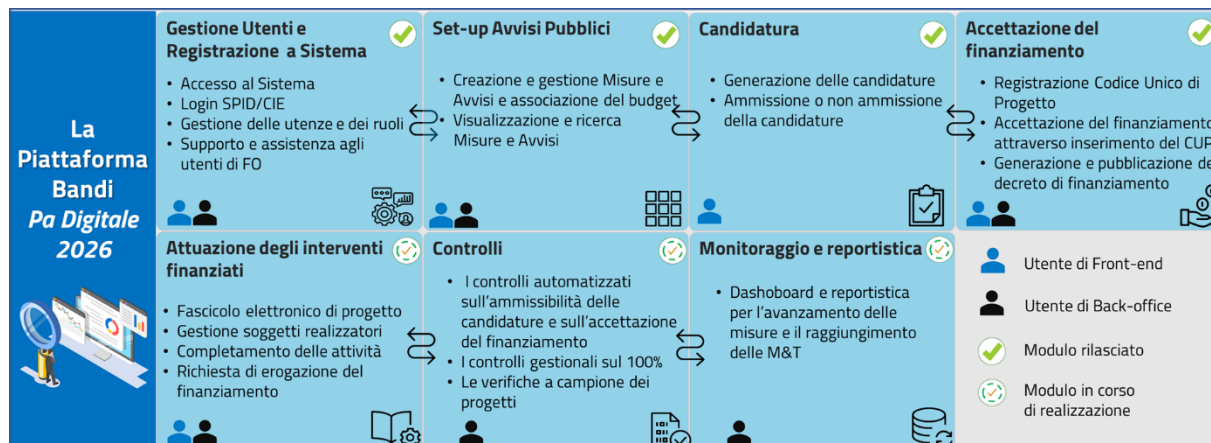 La
Piattaforma
Bandi
Pa Digitale
2026
Gestione Utenti e
Registrazione a Sistema
• Accesso al Sistema
• Login SPID/CIE
• Gestione delle utenze e dei ruoli
• Supporto e assistenza agli
utenti di FO
Set-up Avvisi Pubblici
• Creazione e gestione Misure e
Avvisi e associazione del budget
• Visualizzazione e ricerca
Misure e Avvisi
Candidatura
• Generazione delle candidature
• Ammissione o non ammissione
della candidature
Accettazione del
finanziamento
• Registrazione Codice Unico di
Progetto
• Accettazione del finanziamento
attraverso inserimento del CUP
• Generazione e pubblicazione de
decreto di finanziamento
Attuazione degli interventi
finanziati
• Fascicolo elettronico di progetto
• Gestione soggetti realizzatori
• Completamento delle attività
• Richiesta di erogazione del
finanziamento
Controlli
• I controlli automatizzati
sull'ammissibilità delle
candidature e sull'accettazione
del finanziamento
• I controlli gestionali sul 100%
• Le verifiche a campione dei
progetti
Monitoraggio e reportistica
• Dashboard e reportistica
per l'avanzamento delle
misure e il raggiungimento
delle M&T
Utente di Front-end
Utente di Back-office
Modulo rilasciato
Modulo in corso
di realizzazione